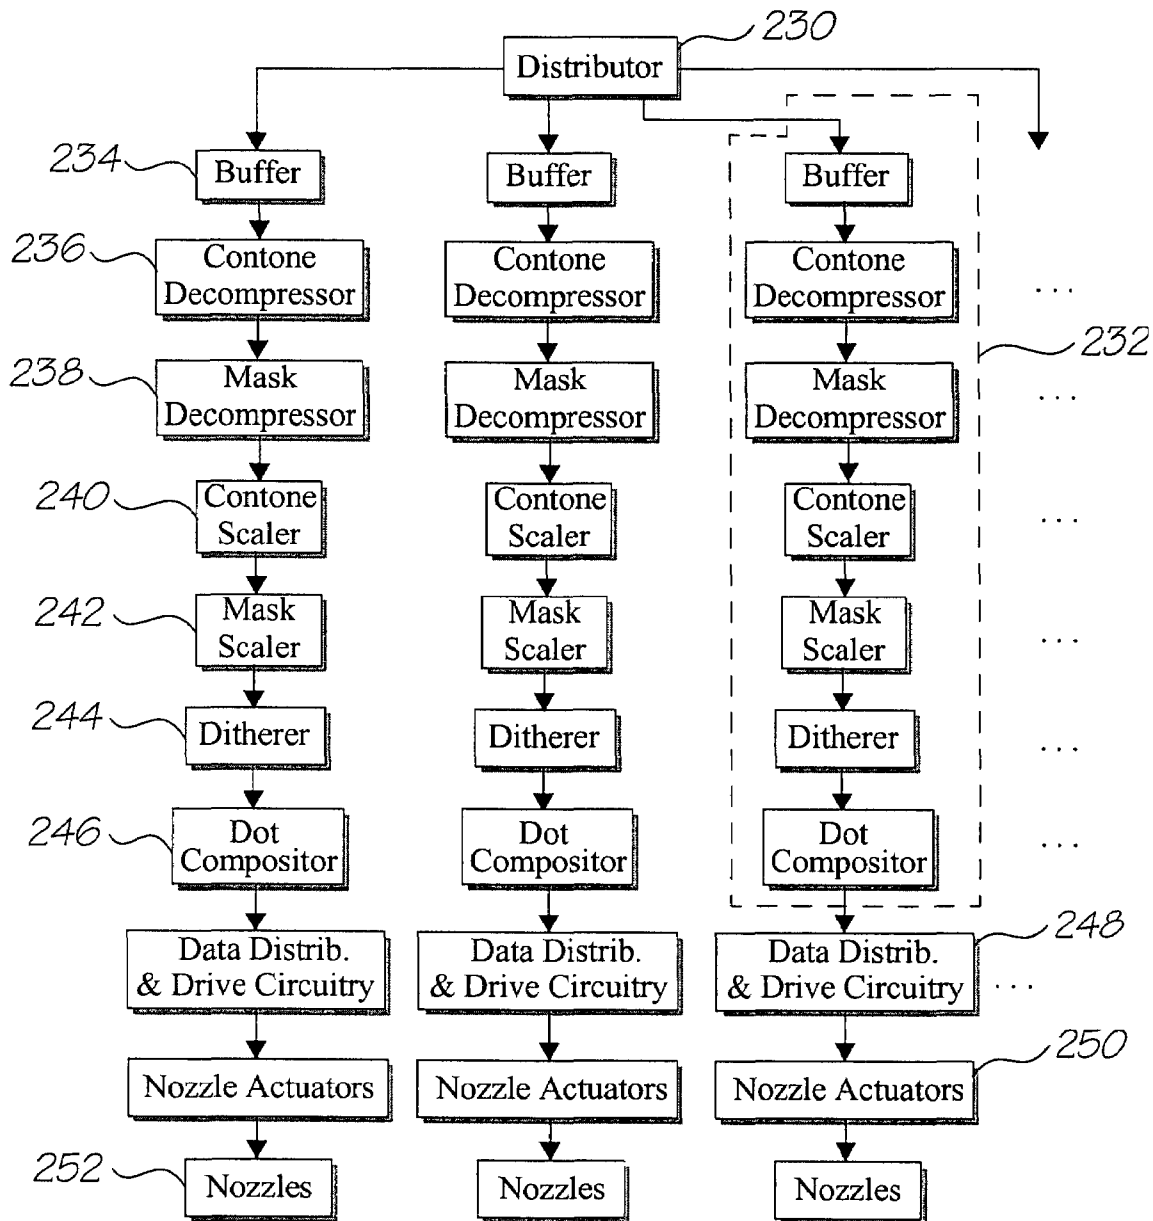 230
Distributor
234
Buffer
Buffer
Buffer
236
Contone
Decompressor
Contone
Decompressor
Contone
Decompressor
...
232
238
Mask
Decompressor
Mask
Decompressor
Mask
Decompressor
...
240
Contone
Scaler
Contone
Scaler
Contone
Scaler
...
242
Mask
Scaler
Mask
Scaler
Mask
Scaler
...
244
Ditherer
Ditherer
Ditherer
...
246
Dot
Compositor
Dot
Compositor
Dot
Compositor
...
Data Distrib.
& Drive Circuitry
Data Distrib.
& Drive Circuitry
Data Distrib.
& Drive Circuitry
248
...
Nozzle Actuators
Nozzle Actuators
Nozzle Actuators
250
252
Nozzles
Nozzles
Nozzles